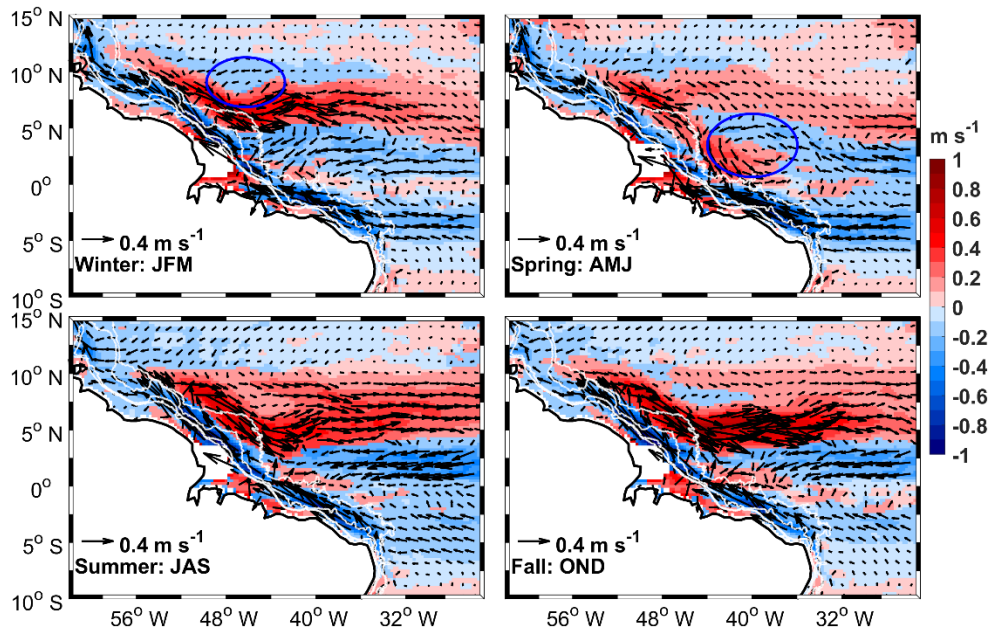 15° N
10° N
5° N
0°
5° S
10° S
0.4 m s⁻¹
Winter: JFM
0.4 m s⁻¹
Spring: AMJ
m s⁻¹
1
0.8
0.6
0.4
0.2
0
-0.2
-0.4
-0.6
-0.8
-1
15° N
10° N
5° N
0°
5° S
10° S
0.4 m s⁻¹
Summer: JAS
0.4 m s⁻¹
Fall: OND
56° W 48° W 40° W 32° W
56° W 48° W 40° W 32° W